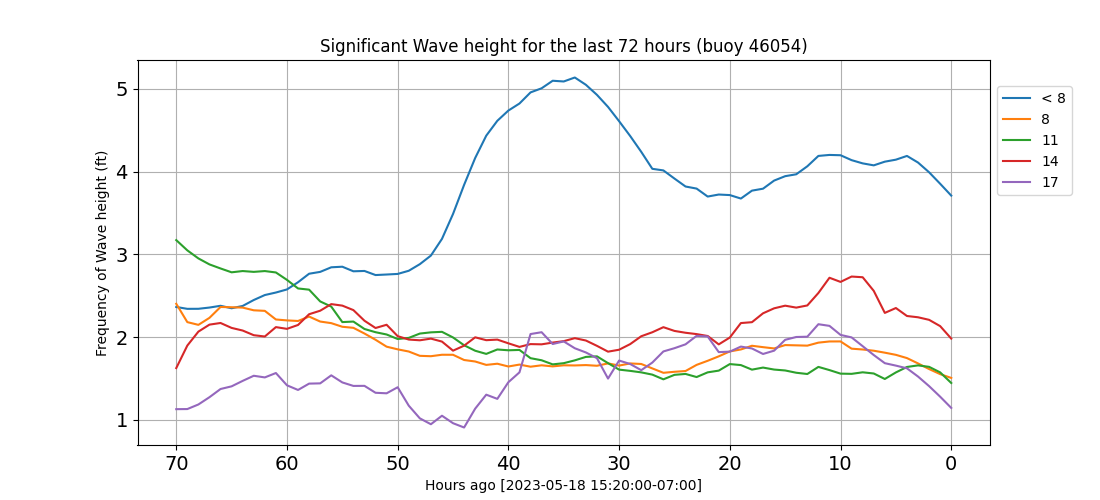 Significant Wave height for the last 72 hours (buoy 46054)
Frequency of Wave height (ft)
5
4
3
2
1
70 60 50 40 30 20 10 0
Hours ago [2023-05-18 15:20:00-07:00]
< 8
8
11
14
17